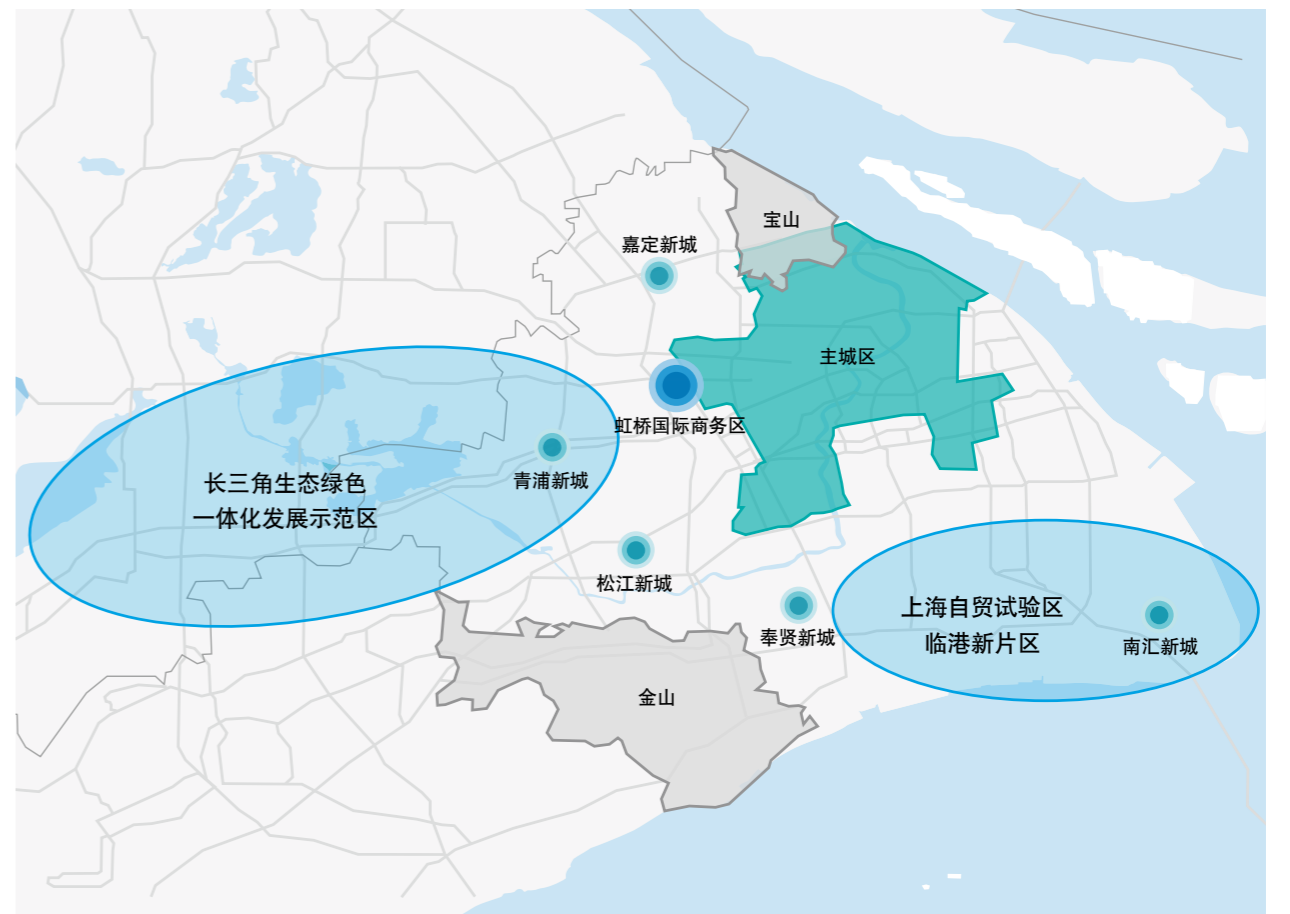 宝山
嘉定新城
主城区
虹桥国际商务区
青浦新城
长三角生态绿色
一体化发展示范区
松江新城
上海自贸试验区
临港新片区
奉贤新城
南汇新城
金山